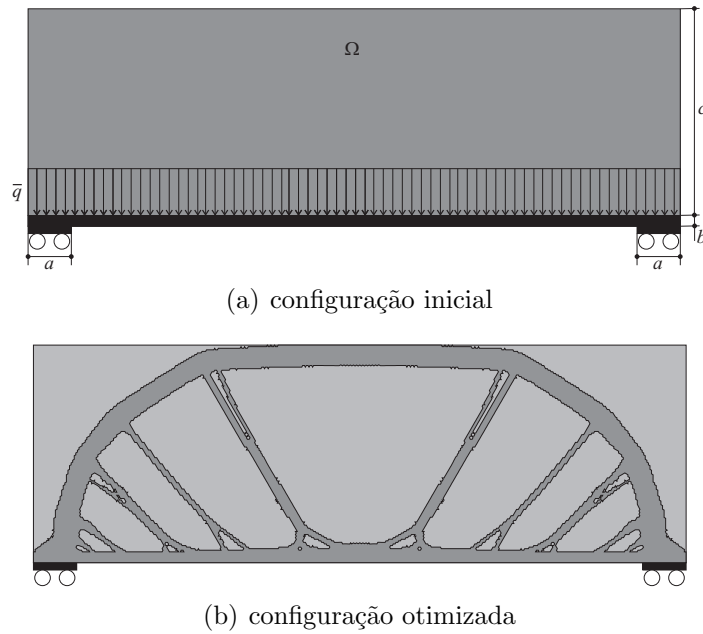 Ω
q̅
c
b
a
a
(a) configuração inicial
(b) configuração otimizada